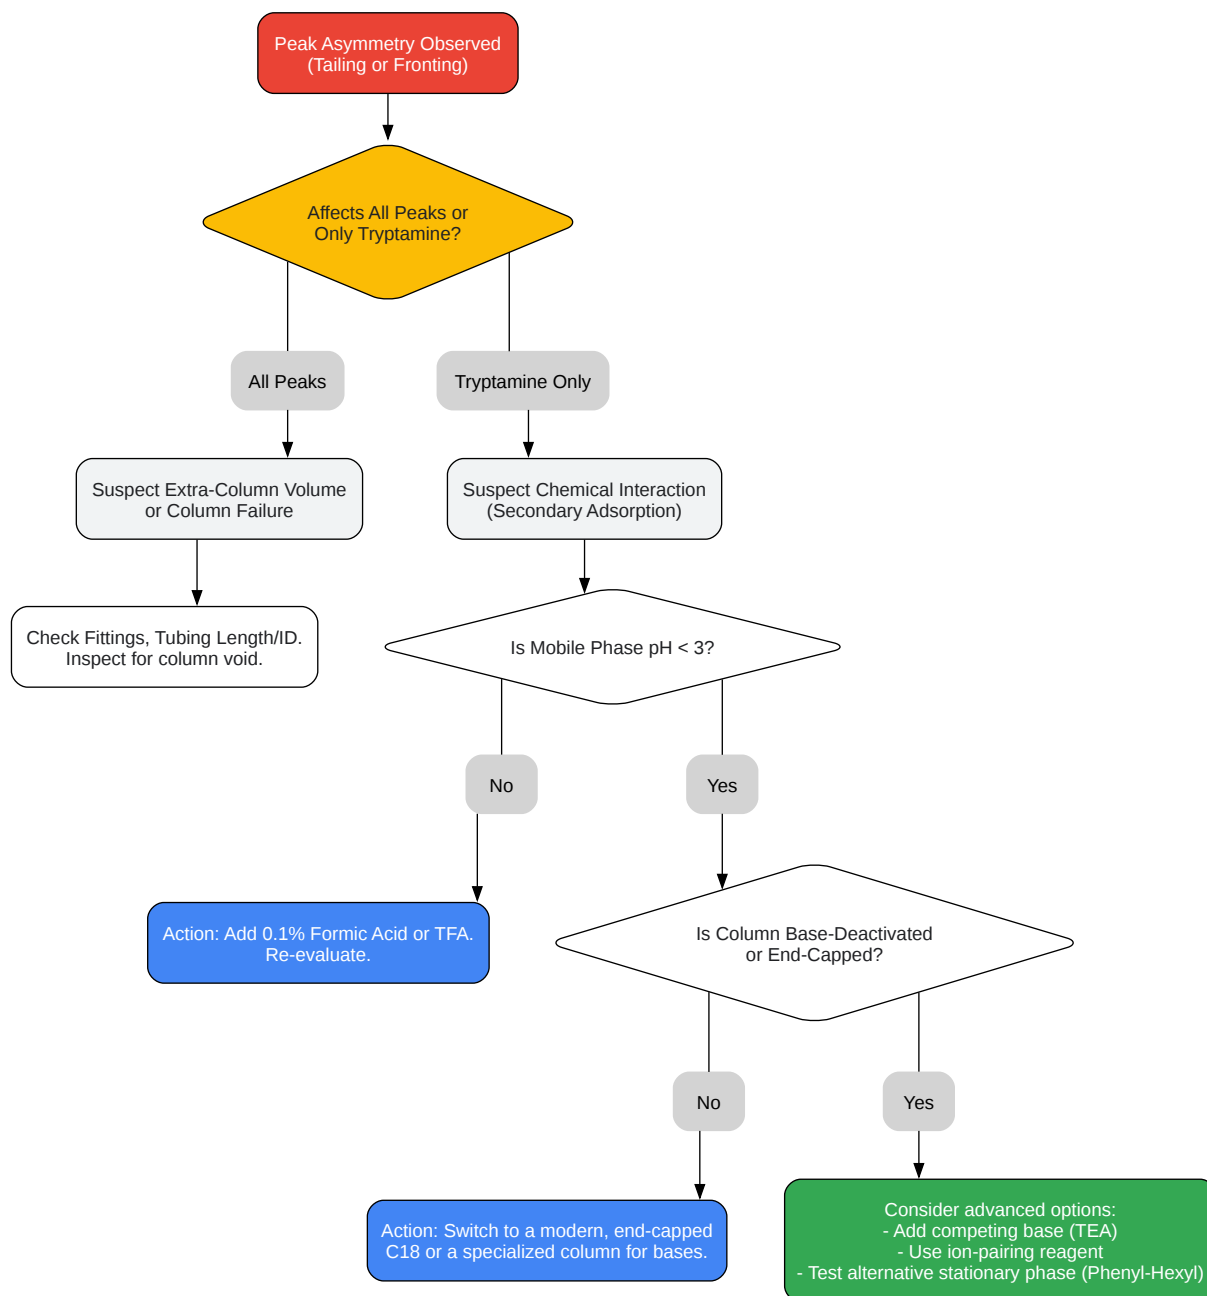 Peak Asymmetry Observed
(Tailing or Fronting)
Affects All Peaks or
Only Tryptamine?
All Peaks
Tryptamine Only
Suspect Extra-Column Volume
or Column Failure
Suspect Chemical Interaction
(Secondary Adsorption)
Check Fittings, Tubing Length/ID.
Inspect for column void.
Is Mobile Phase pH < 3?
No
Yes
Action: Add 0.1% Formic Acid or TFA.
Re-evaluate.
Is Column Base-Deactivated
or End-Capped?
No
Yes
Action: Switch to a modern, end-capped
C18 or a specialized column for bases.
Consider advanced options:
- Add competing base (TEA)
- Use ion-pairing reagent
- Test alternative stationary phase (Phenyl-Hexyl)